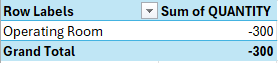 Row Labels Sum of QUANTITY
Operating Room -300
Grand Total -300